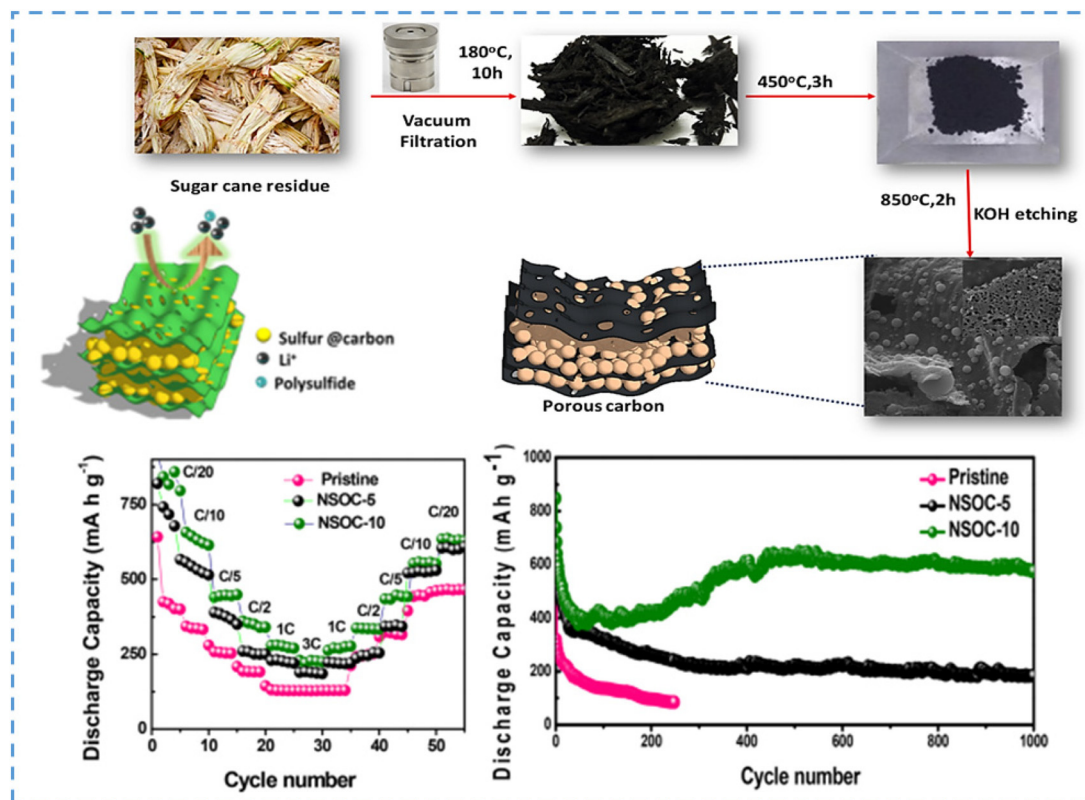 180°C,
10h
Vacuum
Filtration
450°C,3h
Sugar cane residue
850°C,2h
KOH etching
Sulfur @carbon
Li⁺
Polysulfide
Porous carbon
Discharge Capacity (mA h g⁻¹)
750
500
250
0
C/20
C/10
C/5
C/2
1C
3C
1C
C/2
C/5
C/10
C/20
Pristine
NSOC-5
NSOC-10
0 10 20 30 40 50
Cycle number
Discharge Capacity (mAh g⁻¹)
1000
800
600
400
200
0
Pristine
NSOC-5
NSOC-10
0 200 400 600 800 1000
Cycle number